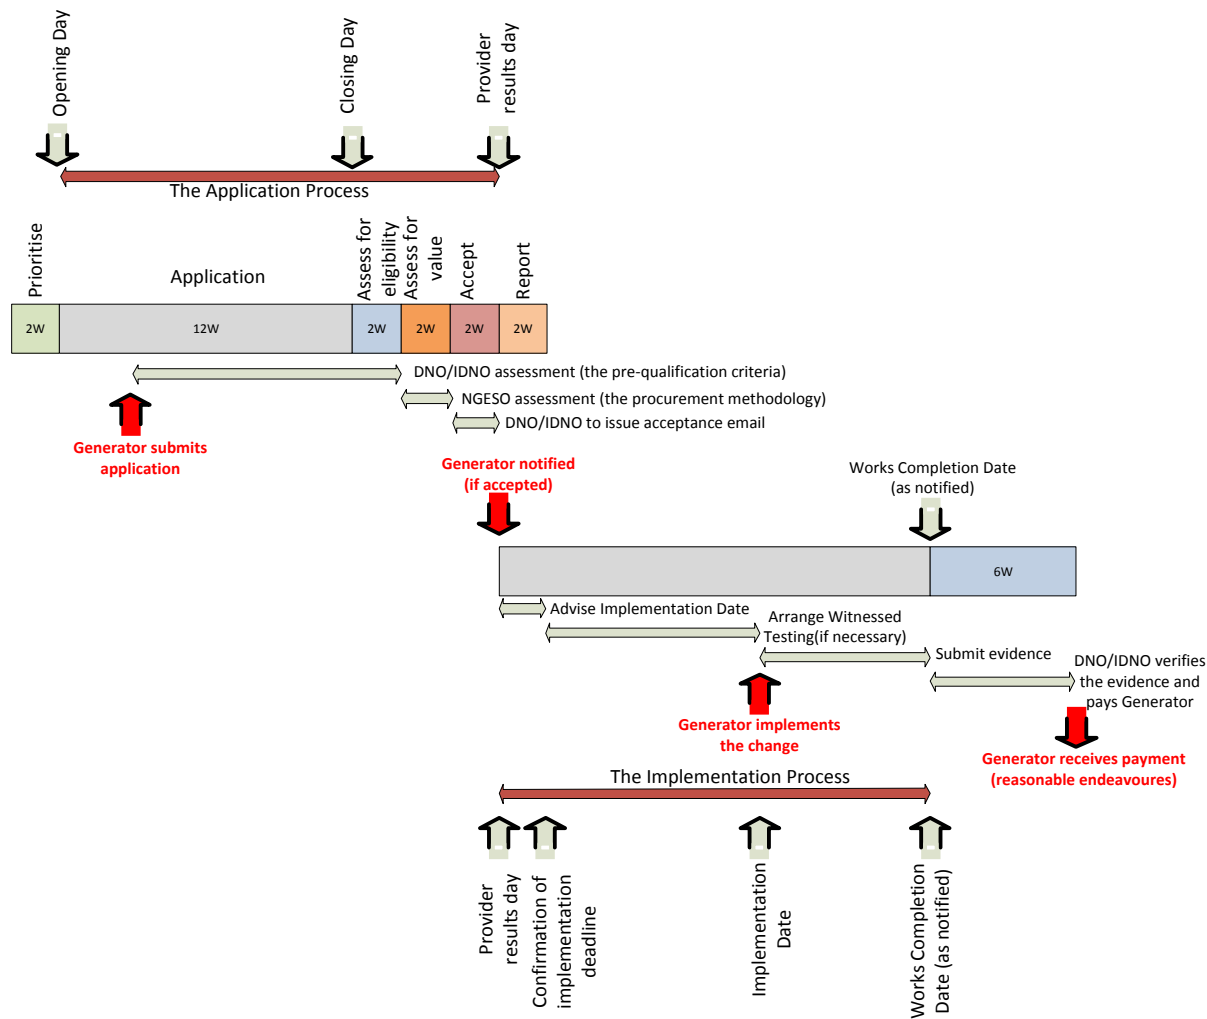 Opening Day
Closing Day
Provider
results day
The Application Process
Prioritise
Application
Assess for
eligibility
Assess for
value
Accept
Report
2W
12W
2W
2W
2W
2W
DNO/IDNO assessment (the pre-qualification criteria)
NGESO assessment (the procurement methodology)
DNO/IDNO to issue acceptance email
Generator submits
application
Generator notified
(if accepted)
Works Completion Date
(as notified)
6W
Advise Implementation Date
Arrange Witnessed
Testing(if necessary)
Submit evidence
DNO/IDNO verifies
the evidence and
pays Generator
Generator implements
the change
Generator receives payment
(reasonable endeavoures)
The Implementation Process
Provider
results day
Confirmation of
implementation
deadline
Implementation
Date
Works Completion
Date (as notified)